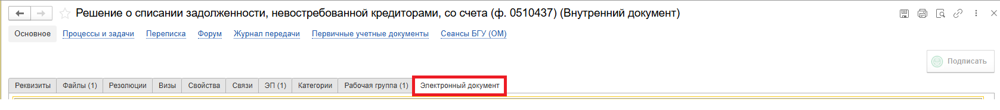 Решение о списании задолженности, невостребованной кредиторами, со счета (ф. 0510437) (Внутренний документ)
Основное Процессы и задачи Переписка Форум Журнал передачи Первичные учетные документы Сеансы БГУ (ОМ)
Подписать
Реквизиты Файлы (1) Резолюции Визы Свойства Связи ЭП (1) Категории Рабочая группа (1) Электронный документ